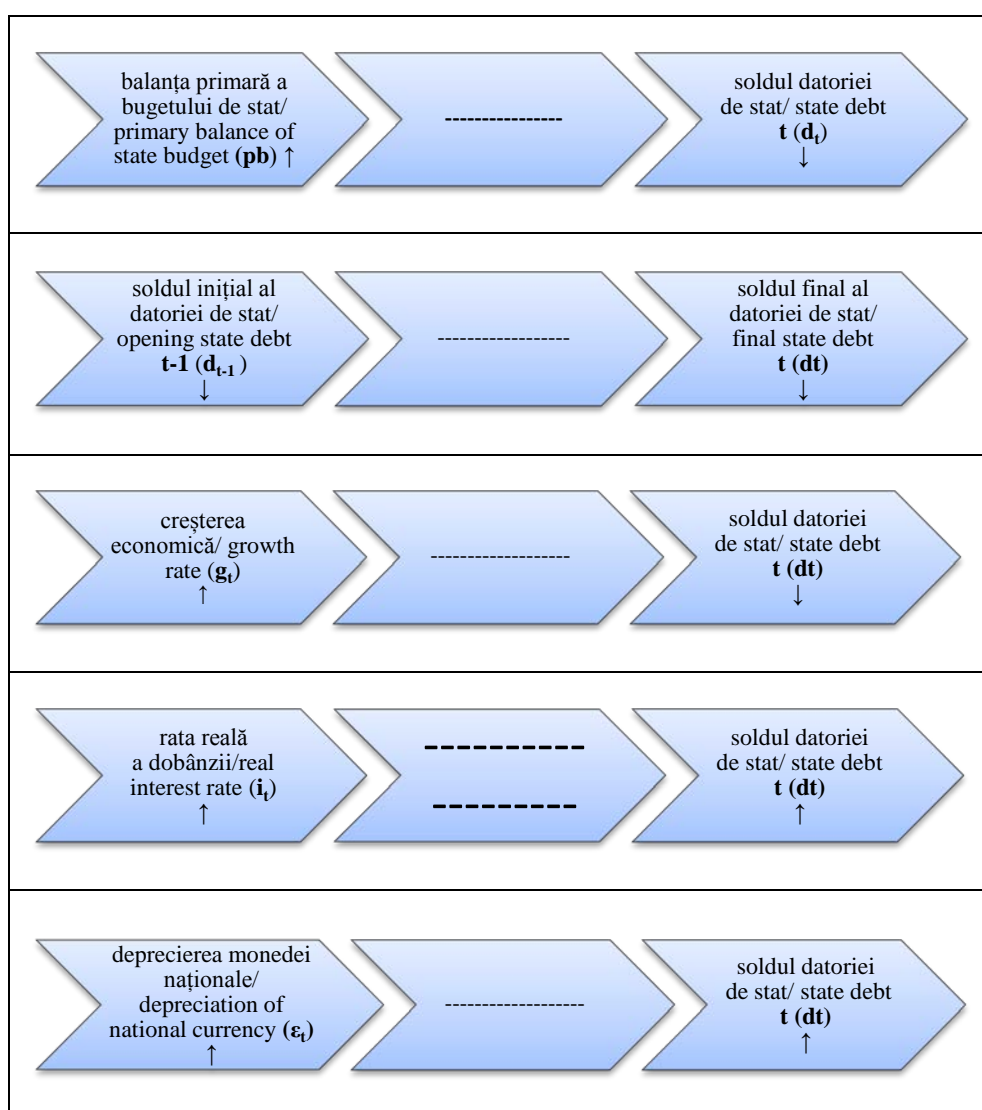 balanța primară a
bugetului de stat/
primary balance of
state budget (pb) ↑
----------------
soldul datoriei
de stat/ state debt
t (dt)
↓
soldul inițial al
datoriei de stat/
opening state debt
t-1 (dt-1 )
↓
-------------------
soldul final al
datoriei de stat/
final state debt
t (dt)
↓
creșterea
economică/ growth
rate (gt)
↑
--------------------
soldul datoriei
de stat/ state debt
t (dt)
↓
rata reală
a dobânzii/real
interest rate (it)
↑
----------
---------
soldul datoriei
de stat/ state debt
t (dt)
↑
deprecierea monedei
naționale/
depreciation of
national currency (εt)
↑
--------------------
soldul datoriei
de stat/ state debt
t (dt)
↑